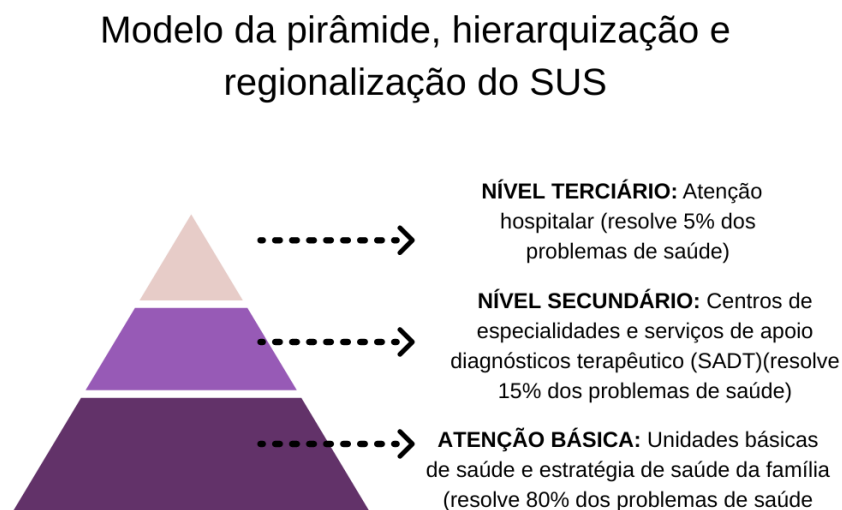 Modelo da pirâmide, hierarquização e
regionalização do SUS
NÍVEL TERCIÁRIO: Atenção
hospitalar (resolve 5% dos
problemas de saúde)
NÍVEL SECUNDÁRIO: Centros de
especialidades e serviços de apoio
diagnósticos terapêutico (SADT)(resolve
15% dos problemas de saúde)
ATENÇÃO BÁSICA: Unidades básicas
de saúde e estratégia de saúde da família
(resolve 80% dos problemas de saúde